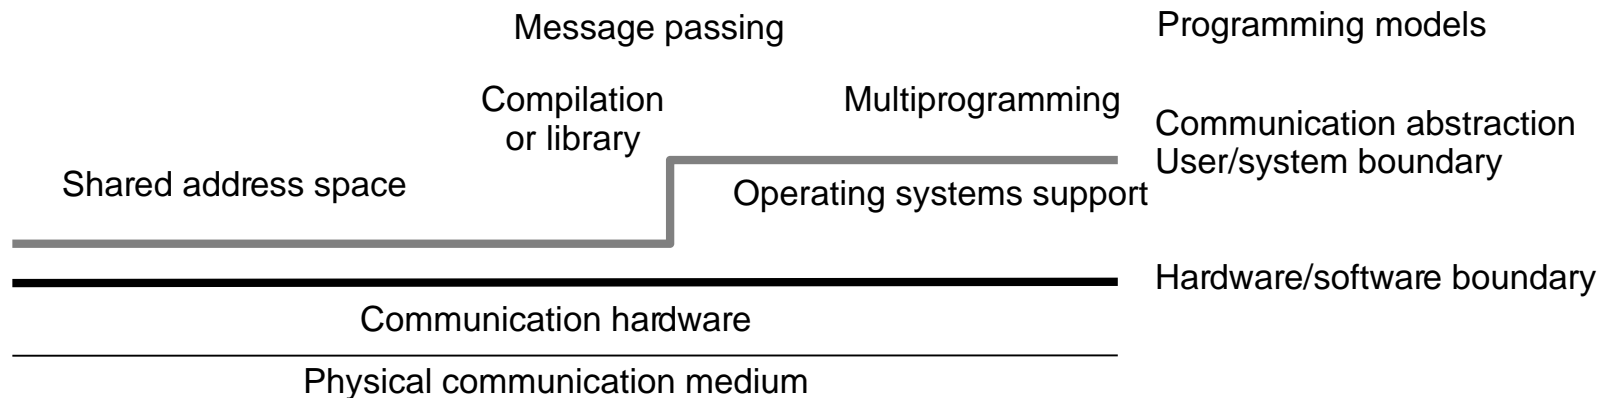 Message passing
Programming models
Compilation
or library
Multiprogramming
Communication abstraction
User/system boundary
Shared address space
Operating systems support
Hardware/software boundary
Communication hardware
Physical communication medium